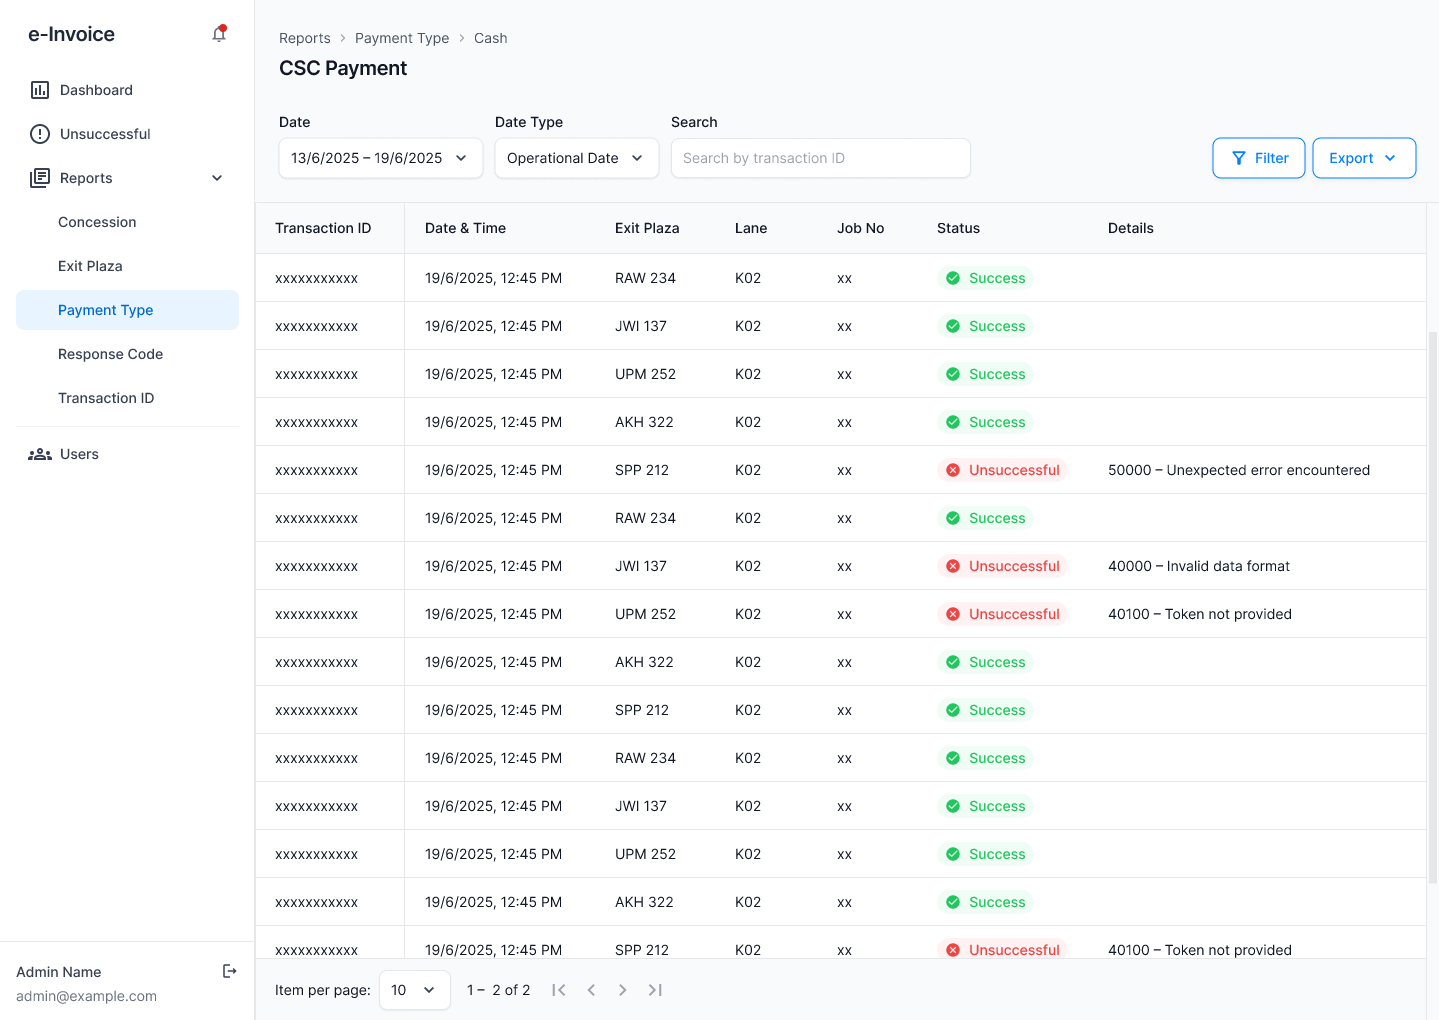 e-Invoice
Dashboard
Unsuccessful
Reports
Concession
Exit Plaza
Payment Type
Response Code
Transaction ID
Users
Admin Name
admin@example.com
Reports > Payment Type > Cash
CSC Payment
Date Date Type Search
13/6/2025 – 19/6/2025 Operational Date Search by transaction ID Filter Export
Transaction ID Date & Time Exit Plaza Lane Job No Status Details
xxxxxxxxxxx 19/6/2025, 12:45 PM RAW 234 K02 xx Success
xxxxxxxxxxx 19/6/2025, 12:45 PM JWI 137 K02 xx Success
xxxxxxxxxxx 19/6/2025, 12:45 PM UPM 252 K02 xx Success
xxxxxxxxxxx 19/6/2025, 12:45 PM AKH 322 K02 xx Success
xxxxxxxxxxx 19/6/2025, 12:45 PM SPP 212 K02 xx Unsuccessful 50000 – Unexpected error encountered
xxxxxxxxxxx 19/6/2025, 12:45 PM RAW 234 K02 xx Success
xxxxxxxxxxx 19/6/2025, 12:45 PM JWI 137 K02 xx Unsuccessful 40000 – Invalid data format
xxxxxxxxxxx 19/6/2025, 12:45 PM UPM 252 K02 xx Unsuccessful 40100 – Token not provided
xxxxxxxxxxx 19/6/2025, 12:45 PM AKH 322 K02 xx Success
xxxxxxxxxxx 19/6/2025, 12:45 PM SPP 212 K02 xx Success
xxxxxxxxxxx 19/6/2025, 12:45 PM RAW 234 K02 xx Success
xxxxxxxxxxx 19/6/2025, 12:45 PM JWI 137 K02 xx Success
xxxxxxxxxxx 19/6/2025, 12:45 PM UPM 252 K02 xx Success
xxxxxxxxxxx 19/6/2025, 12:45 PM AKH 322 K02 xx Success
xxxxxxxxxxx 19/6/2025, 12:45 PM SPP 212 K02 xx Unsuccessful 40100 – Token not provided
Item per page: 10 1 – 2 of 2